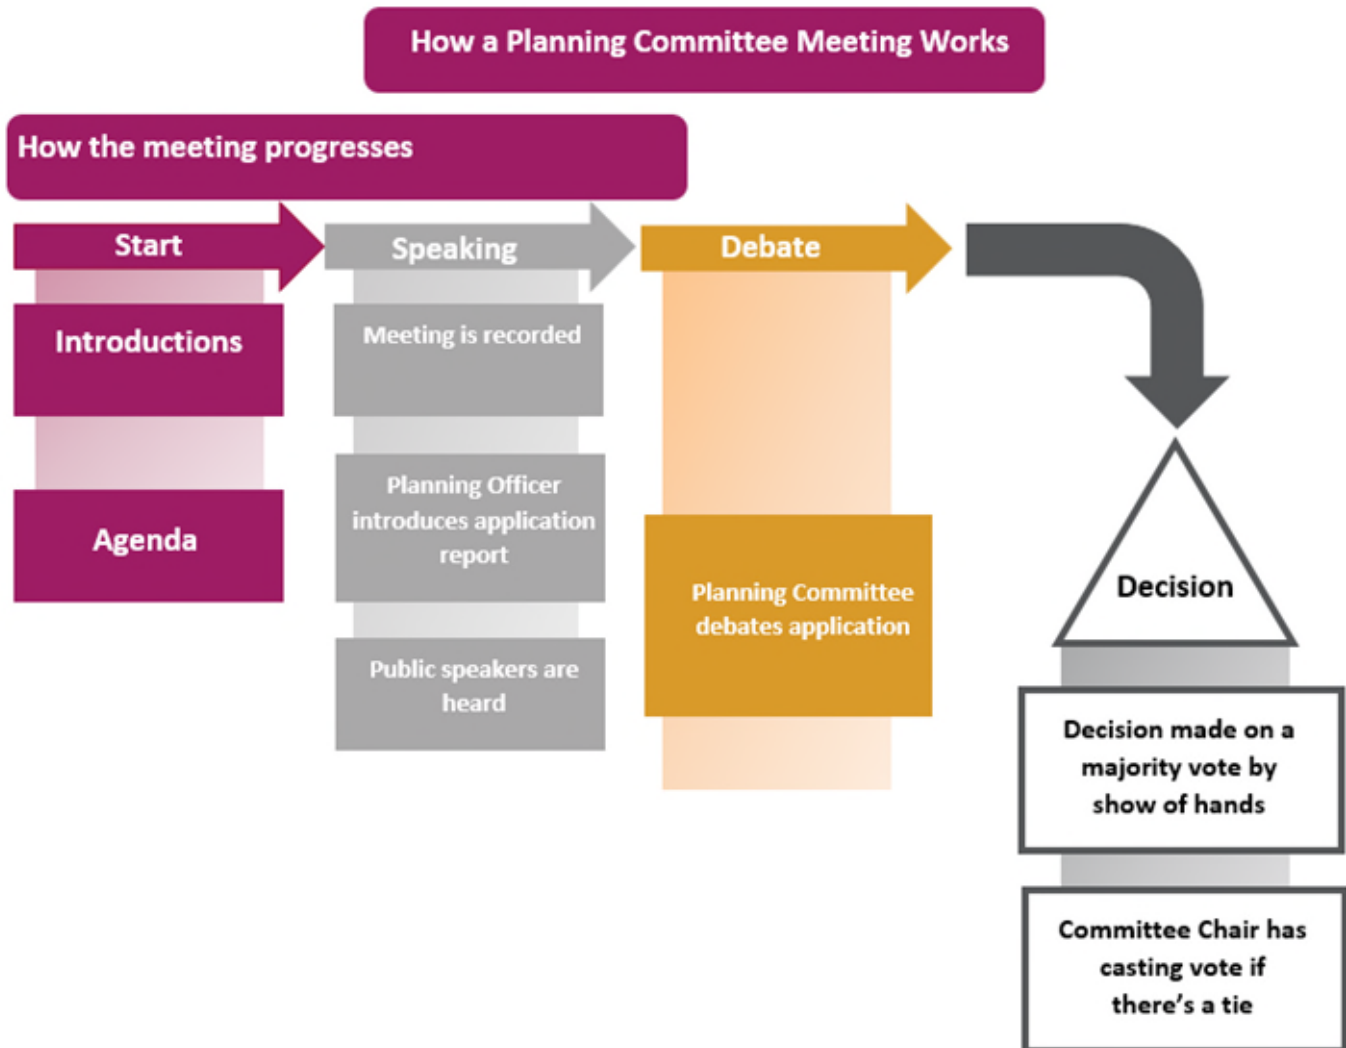 How a Planning Committee Meeting Works
How the meeting progresses
Start
Introductions
Agenda
Speaking
Meeting is recorded
Planning Officer
introduces application
report
Public speakers are
heard
Debate
Planning Committee
debates application
Decision
Decision made on a
majority vote by
show of hands
Committee Chair has
casting vote if
there’s a tie